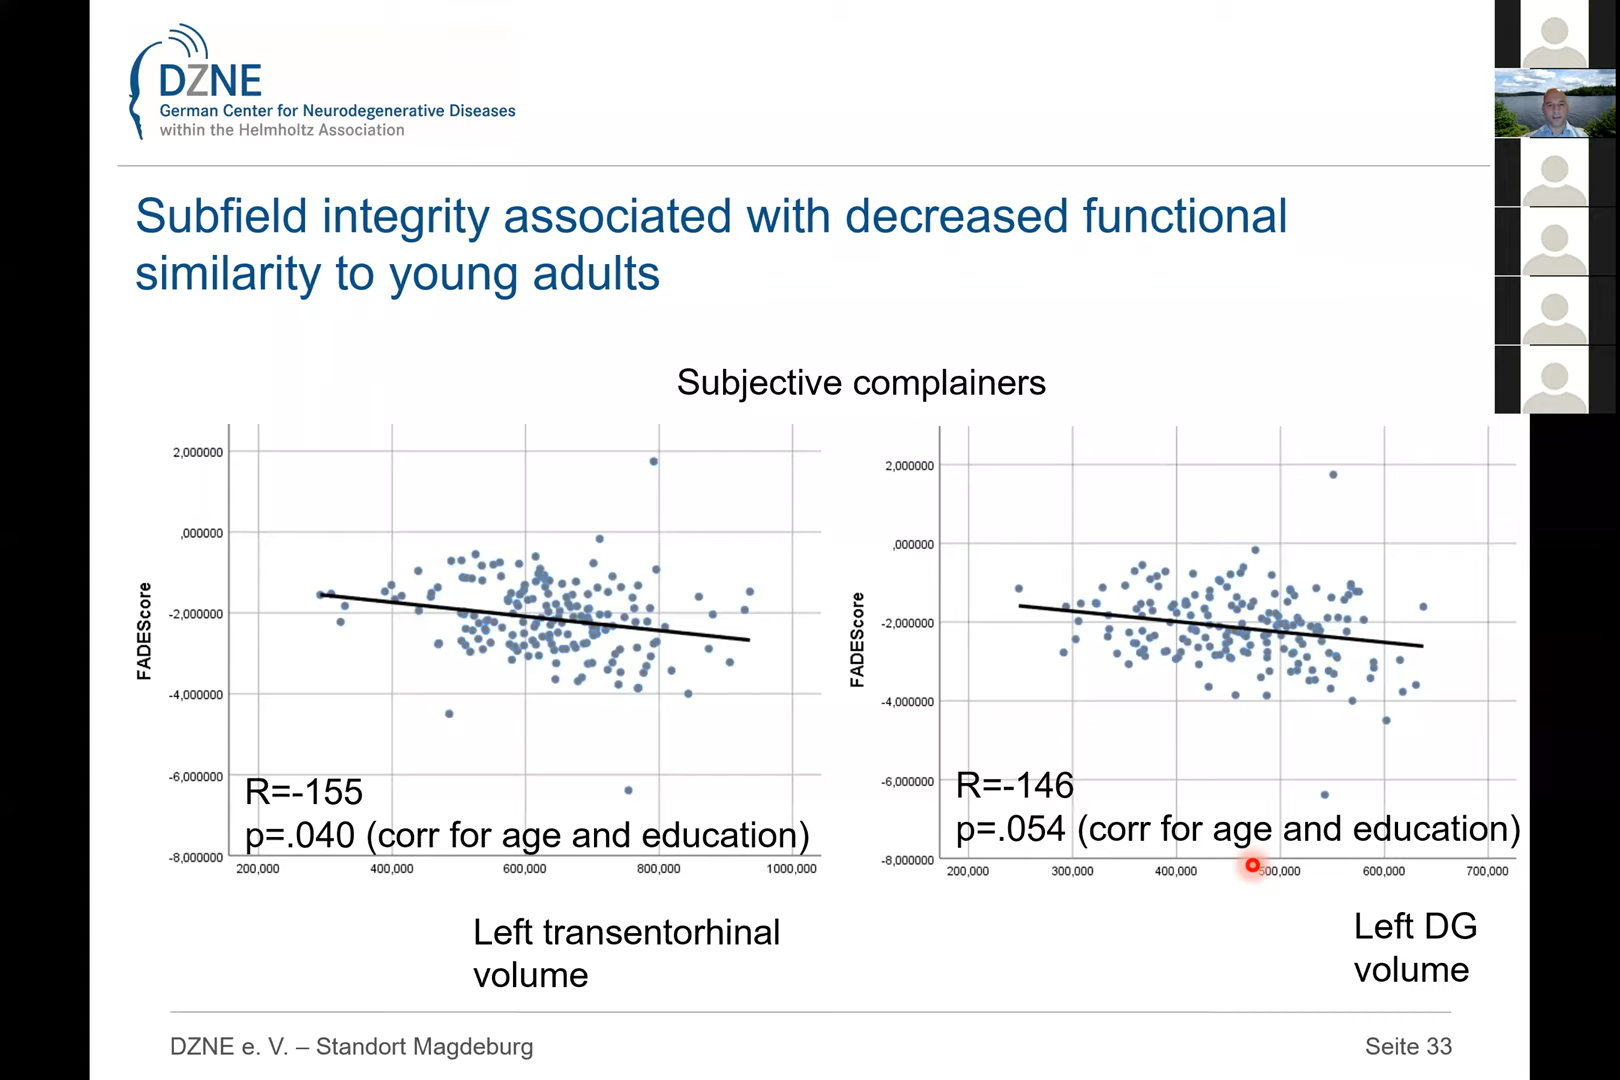 DZNE
German Center for Neurodegenerative Diseases
within the Helmholtz Association
Subfield integrity associated with decreased functional
similarity to young adults
Subjective complainers
2,000000
,000000
-2,000000
-4,000000
-6,000000
-8,000000
FADEScore
R=-155
p=.040 (corr for age and education)
200,000 400,000 600,000 800,000 1000,000
Left transentorhinal
volume
2,000000
,000000
-2,000000
-4,000000
-6,000000
-8,000000
FADEScore
R=-146
p=.054 (corr for age and education)
200,000 300,000 400,000 500,000 600,000 700,000
Left DG
volume
DZNE e. V. – Standort Magdeburg
Seite 33